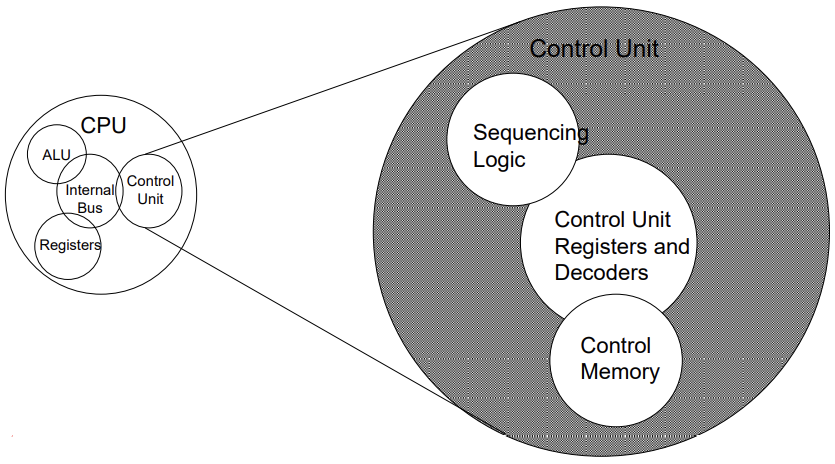 CPU
ALU
Internal
Bus
Control
Unit
Registers
Control Unit
Sequencing
Logic
Control Unit
Registers and
Decoders
Control
Memory